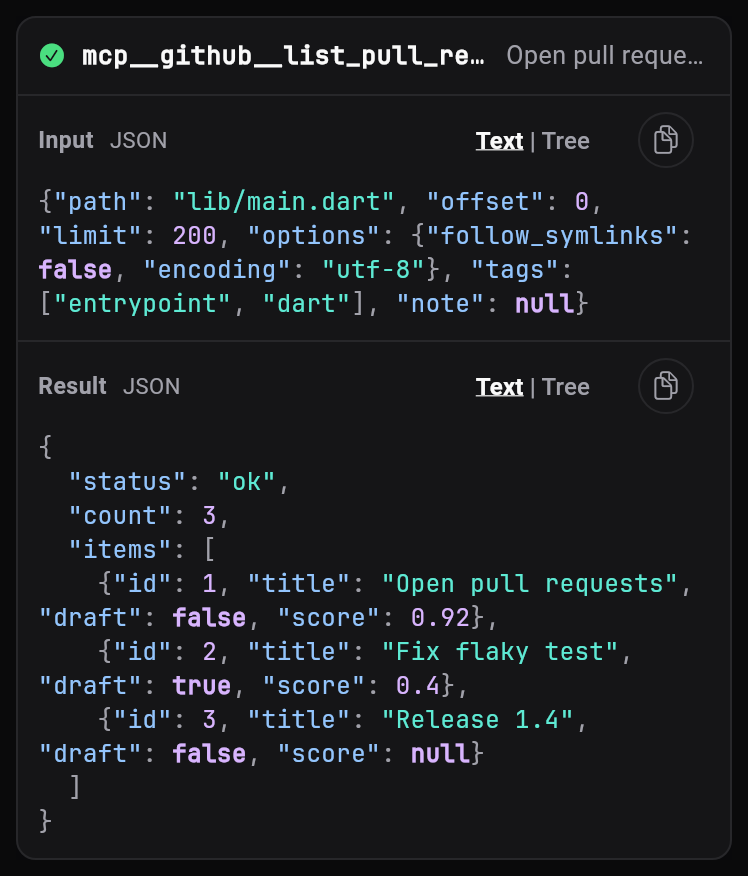 mcp__github__list_pull_re… Open pull reque…
Input JSON Text | Tree
{"path": "lib/main.dart", "offset": 0,
"limit": 200, "options": {"follow_symlinks":
false, "encoding": "utf-8"}, "tags":
["entrypoint", "dart"], "note": null}
Result JSON Text | Tree
{
  "status": "ok",
  "count": 3,
  "items": [
    {"id": 1, "title": "Open pull requests",
"draft": false, "score": 0.92},
    {"id": 2, "title": "Fix flaky test",
"draft": true, "score": 0.4},
    {"id": 3, "title": "Release 1.4",
"draft": false, "score": null}
  ]
}